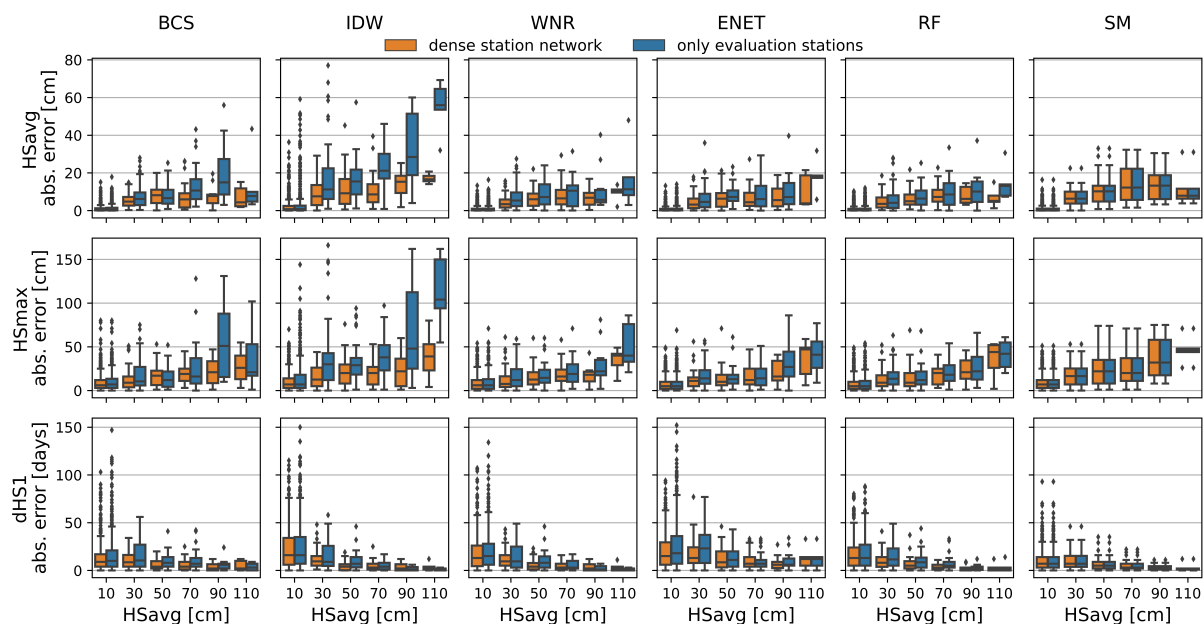 BCS IDW WNR ENET RF SM
dense station network only evaluation stations
HSavg
abs. error [cm]
80
60
40
20
0
HSmax
abs. error [cm]
150
100
50
0
dHS1
abs. error [days]
150
100
50
0
10 30 50 70 90 110 10 30 50 70 90 110 10 30 50 70 90 110 10 30 50 70 90 110 10 30 50 70 90 110 10 30 50 70 90 110
HSavg [cm] HSavg [cm] HSavg [cm] HSavg [cm] HSavg [cm] HSavg [cm]